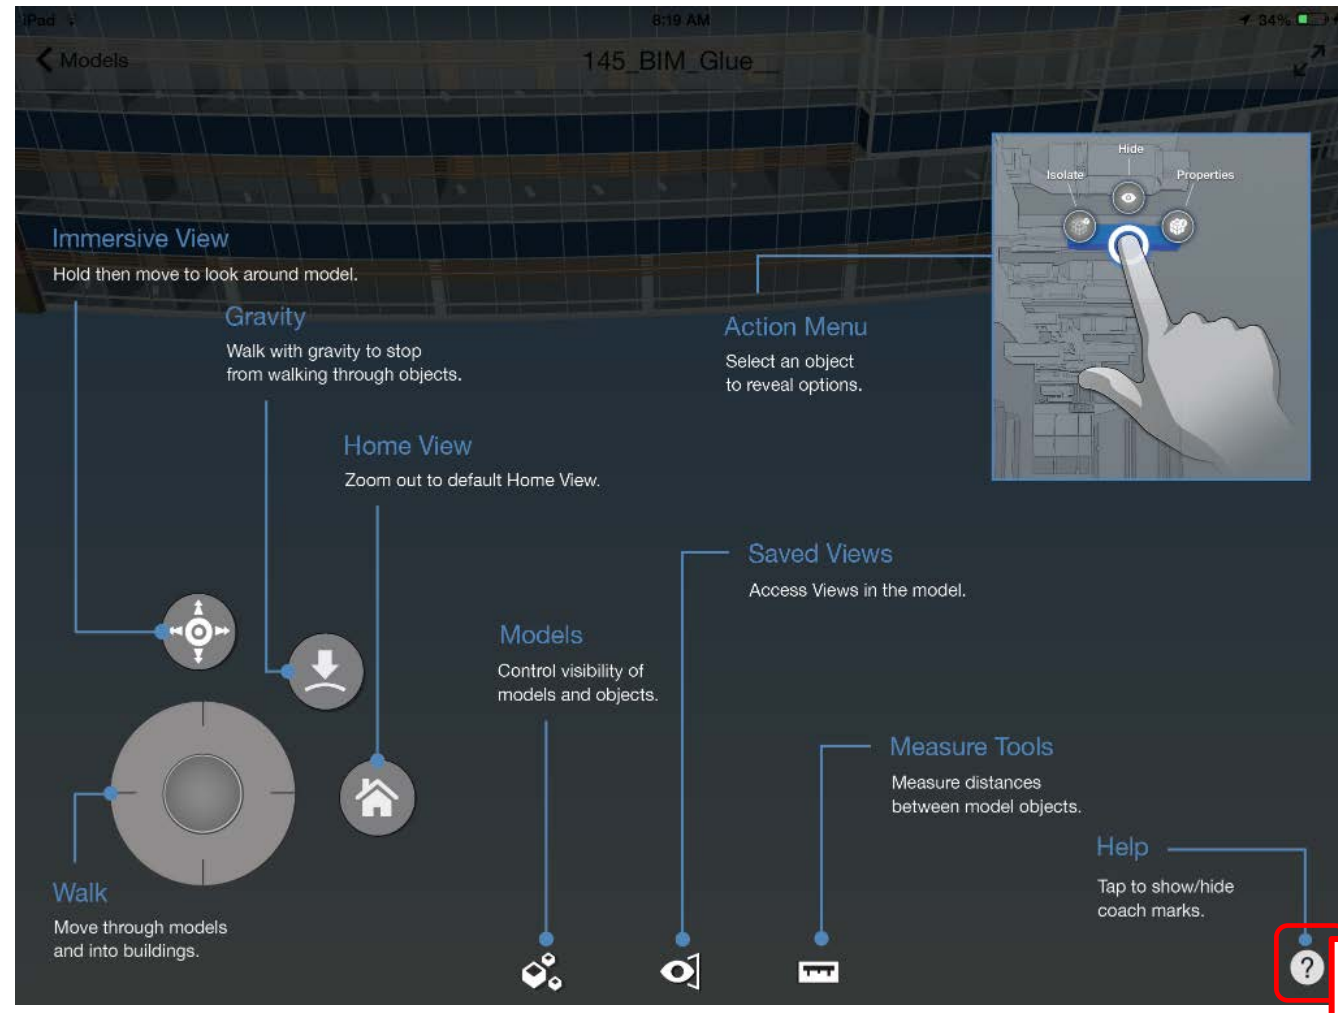 iPad
8:19 AM
34%
Models
145_BIM_Glue__
Hide
Isolate
Properties
Immersive View
Hold then move to look around model.
Gravity
Walk with gravity to stop
from walking through objects.
Action Menu
Select an object
to reveal options.
Home View
Zoom out to default Home View.
Saved Views
Access Views in the model.
Models
Control visibility of
models and objects.
Measure Tools
Measure distances
between model objects.
Help
Tap to show/hide
coach marks.
Walk
Move through models
and into buildings.
?